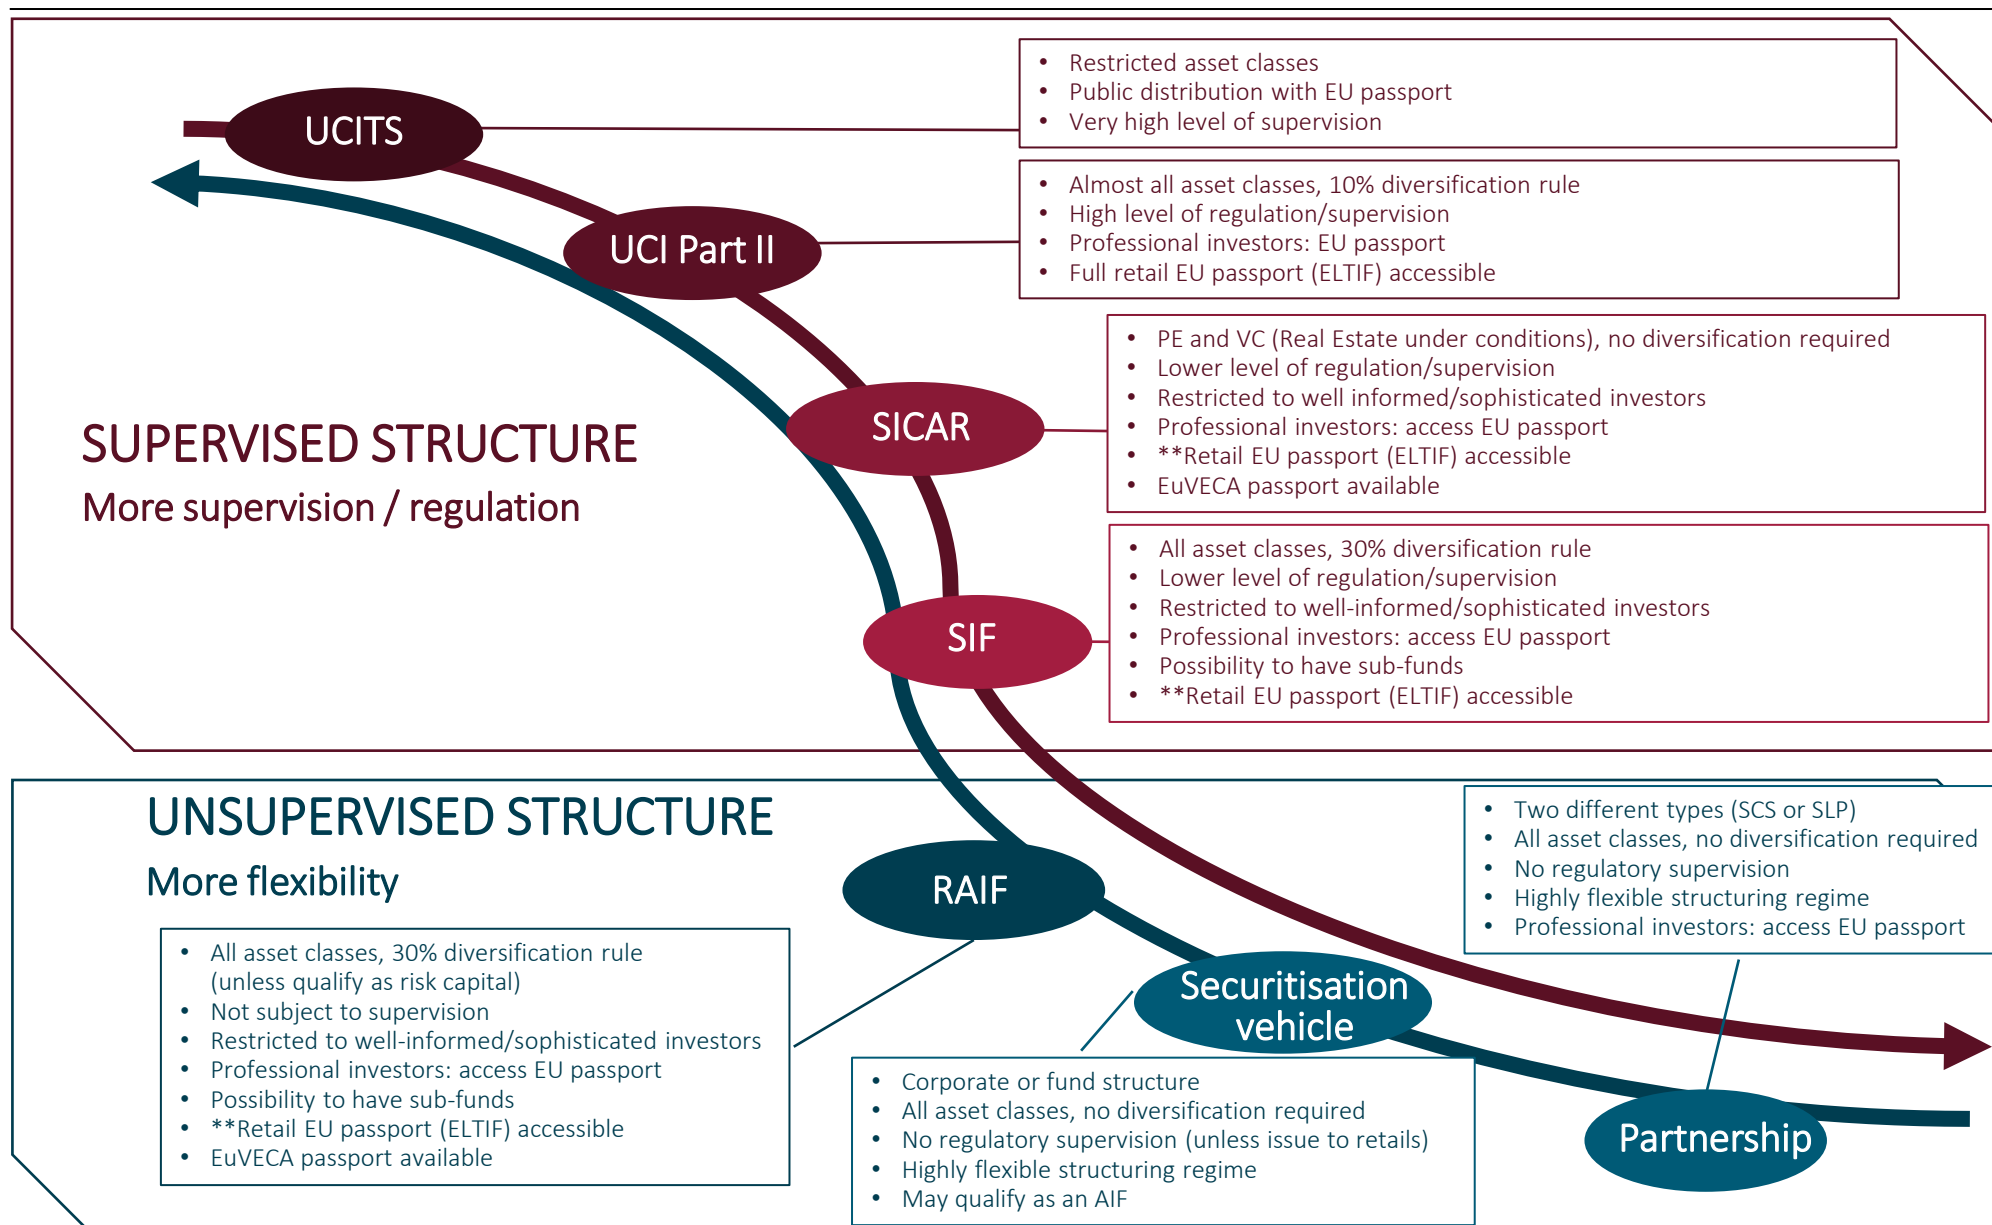 UCITS
• Restricted asset classes
• Public distribution with EU passport
• Very high level of supervision
UCI Part II
• Almost all asset classes, 10% diversification rule
• High level of regulation/supervision
• Professional investors: EU passport
• Full retail EU passport (ELTIF) accessible
SICAR
• PE and VC (Real Estate under conditions), no diversification required
• Lower level of regulation/supervision
• Restricted to well informed/sophisticated investors
• Professional investors: access EU passport
• **Retail EU passport (ELTIF) accessible
• EuVECA passport available
SUPERVISED STRUCTURE
More supervision / regulation
SIF
• All asset classes, 30% diversification rule
• Lower level of regulation/supervision
• Restricted to well-informed/sophisticated investors
• Professional investors: access EU passport
• Possibility to have sub-funds
• **Retail EU passport (ELTIF) accessible
UNSUPERVISED STRUCTURE
More flexibility
RAIF
• All asset classes, 30% diversification rule
(unless qualify as risk capital)
• Not subject to supervision
• Restricted to well-informed/sophisticated investors
• Professional investors: access EU passport
• Possibility to have sub-funds
• **Retail EU passport (ELTIF) accessible
• EuVECA passport available
Securitisation
vehicle
• Corporate or fund structure
• All asset classes, no diversification required
• No regulatory supervision (unless issue to retails)
• Highly flexible structuring regime
• May qualify as an AIF
• Two different types (SCS or SLP)
• All asset classes, no diversification required
• No regulatory supervision
• Highly flexible structuring regime
• Professional investors: access EU passport
Partnership